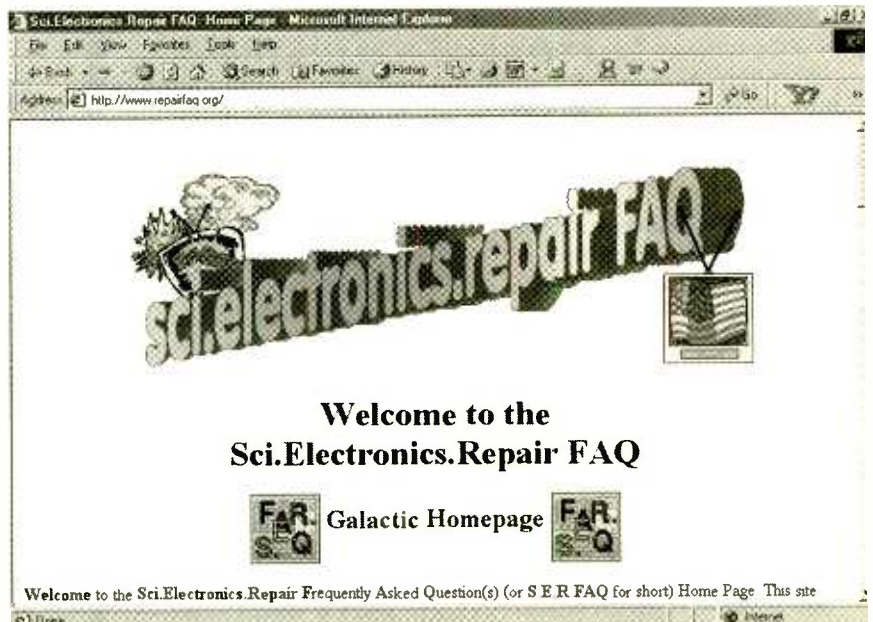 Sci.Electronics.Repair FAQ: Home Page - Microsoft Internet Explorer
File Edit View Favorites Tools Help
Back Search Favorites History
Address http://www.repairfaq.org/ Go
sci.electronics.repair FAQ
Welcome to the
Sci.Electronics.Repair FAQ
Galactic Homepage
Welcome to the Sci.Electronics.Repair Frequently Asked Question(s) (or S E R FAQ for short) Home Page This site
Done Internet